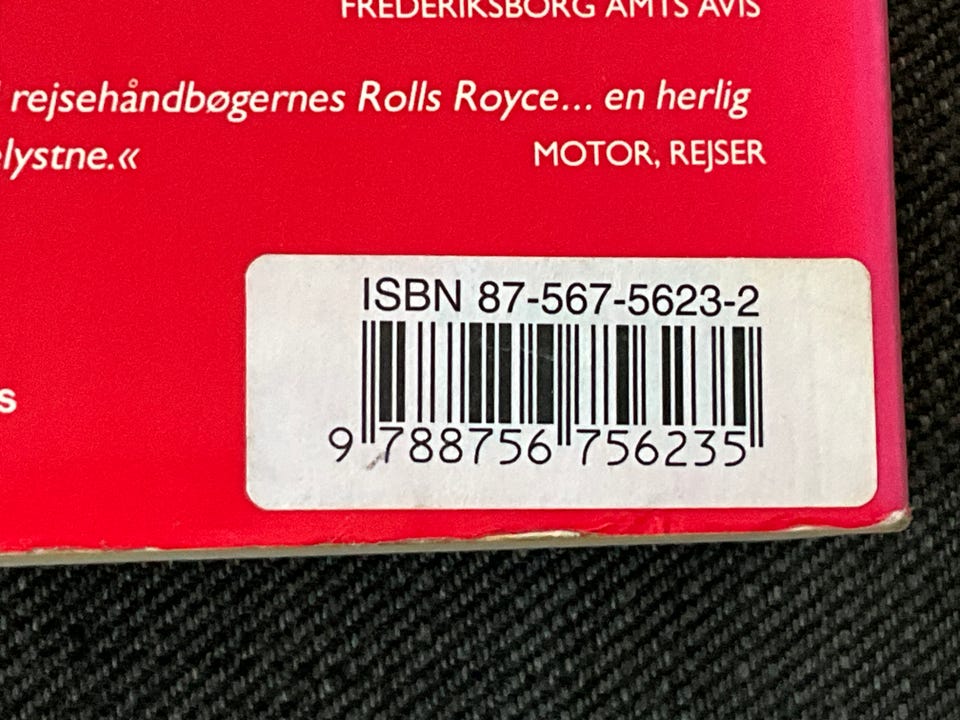 FREDERIKSBORG AMTS AVIS
rejsehåndbøgernes Rolls Royce... en herlig
MOTOR, REJSER
ISBN 87-567-5623-2
9 788756 756235